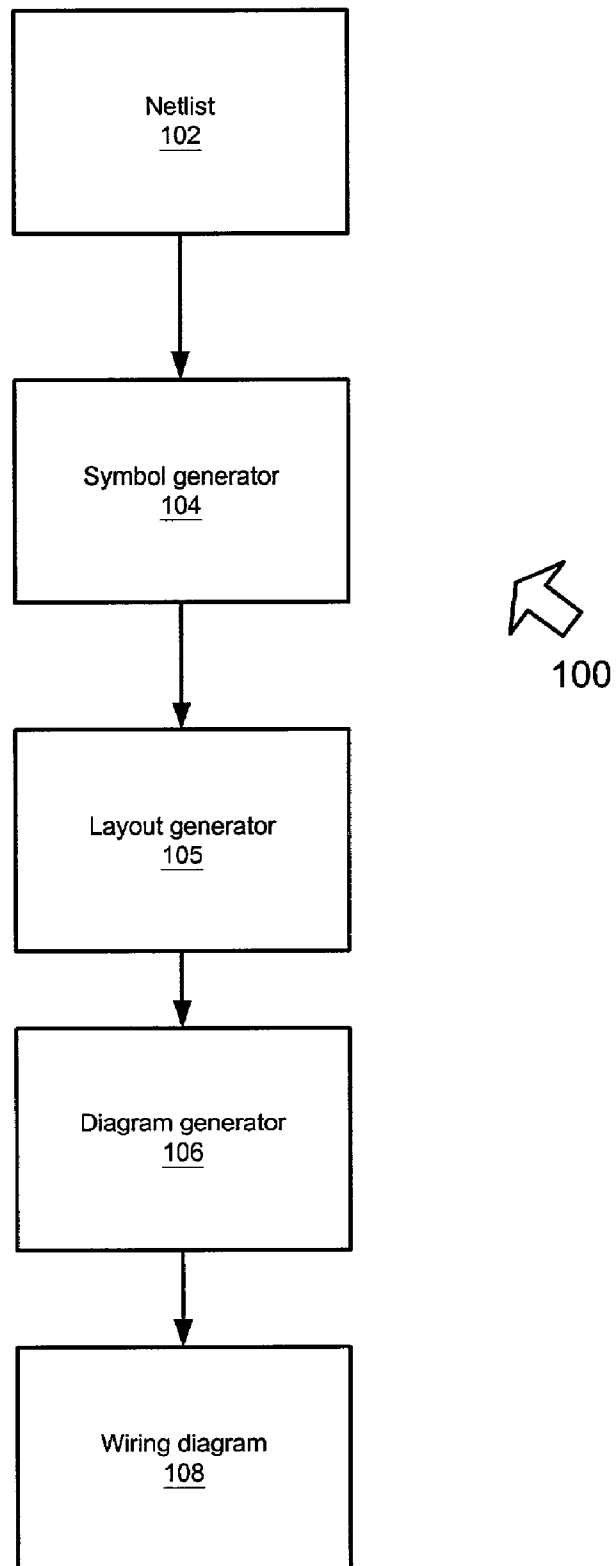 Netlist
102
Symbol generator
104
100
Layout generator
105
Diagram generator
106
Wiring diagram
108